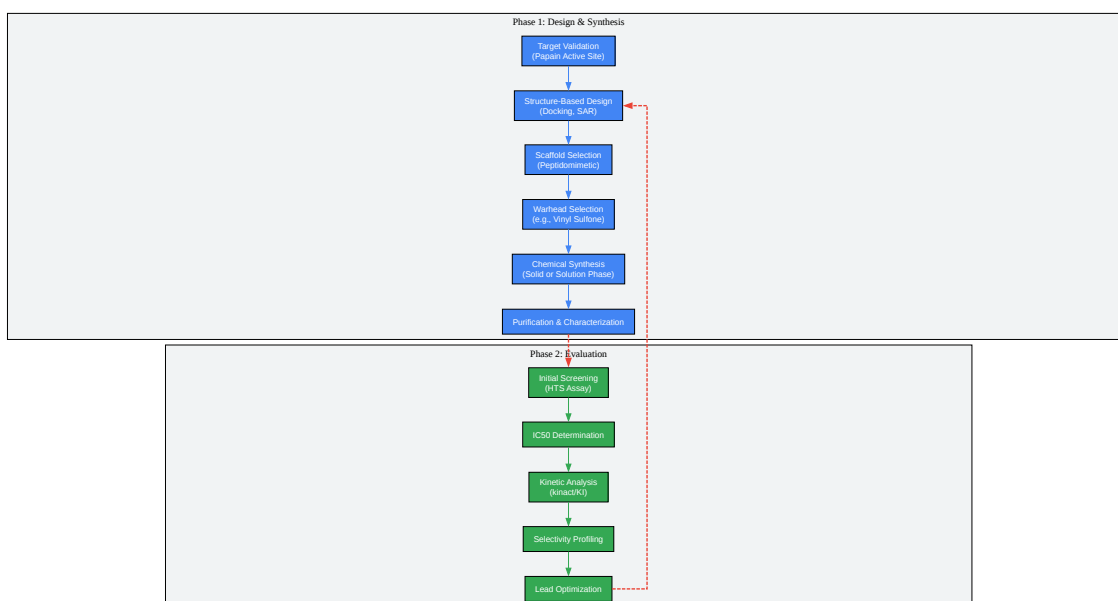 Phase 1: Design & Synthesis
Target Validation
(Papain Active Site)
Structure-Based Design
(Docking, SAR)
Scaffold Selection
(Peptidomimetic)
Warhead Selection
(e.g., Vinyl Sulfone)
Chemical Synthesis
(Solid or Solution Phase)
Purification & Characterization
Phase 2: Evaluation
Initial Screening
(HTS Assay)
IC50 Determination
Kinetic Analysis
(kinact/KI)
Selectivity Profiling
Lead Optimization